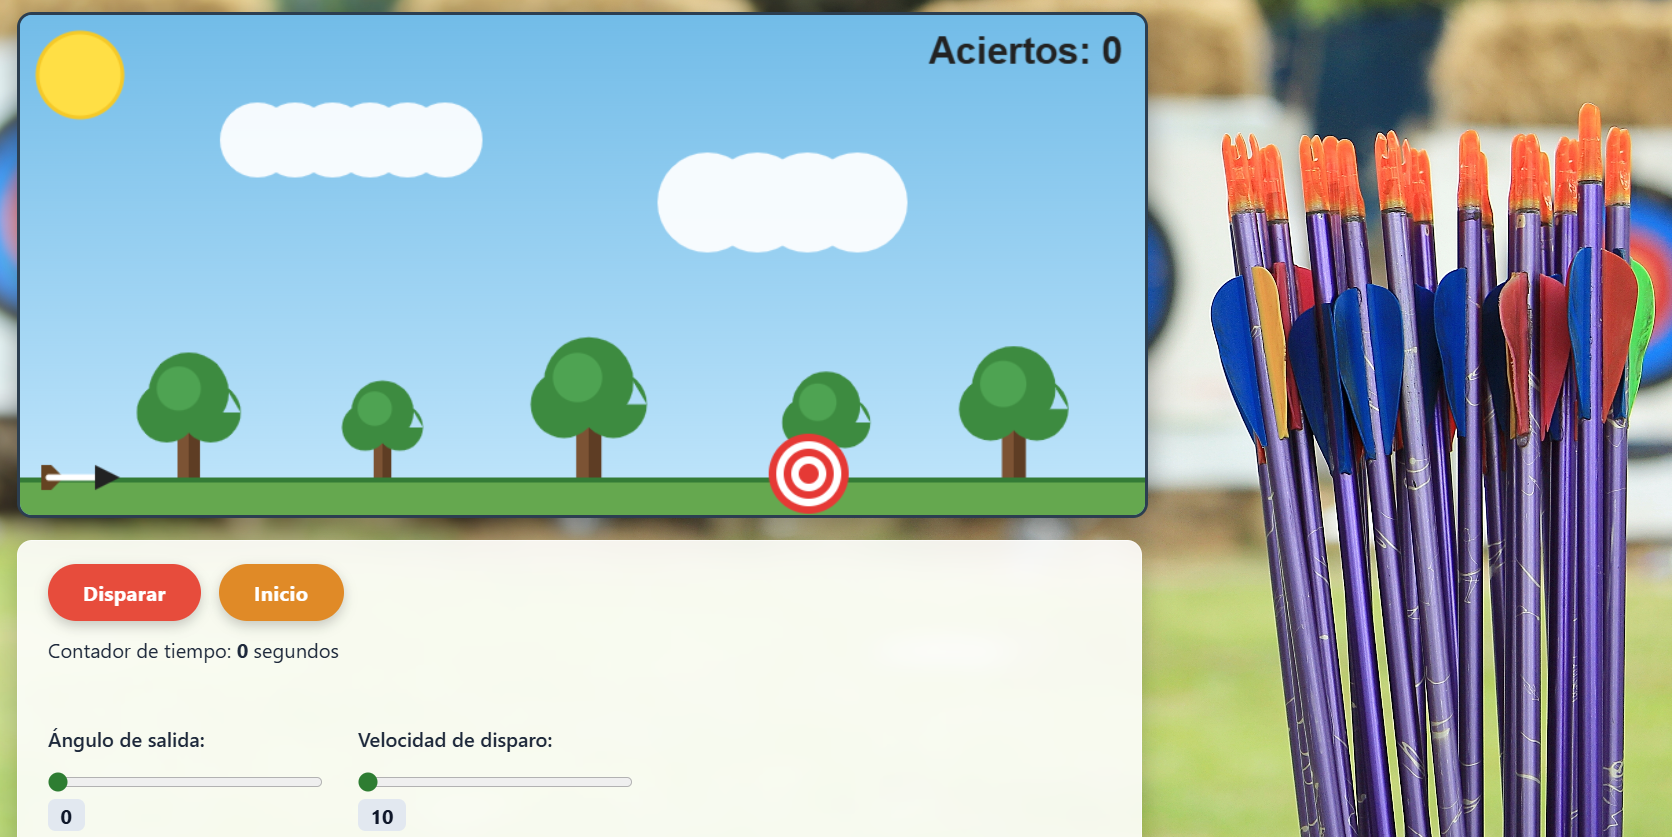 Aciertos: 0
Disparar
Inicio
Contador de tiempo: 0 segundos
Ángulo de salida:
Velocidad de disparo:
0
10